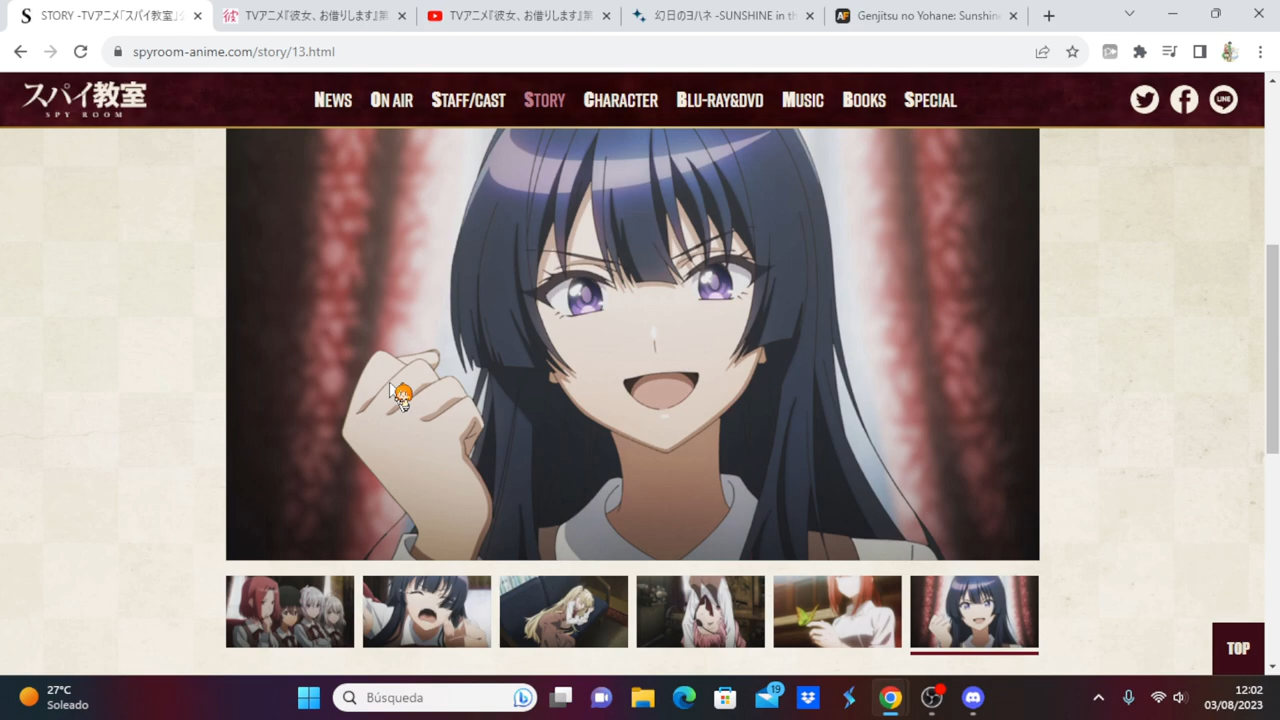 STORY -TVアニメ「スパイ教室」
TVアニメ『彼女、お借りします』第
TVアニメ『彼女、お借りします』第
幻日のヨハネ -SUNSHINE in th
Genjitsu no Yohane: Sunshine
spyroom-anime.com/story/13.html
スパイ教室
SPY ROOM
NEWS
ON AIR
STAFF/CAST
STORY
CHARACTER
BLU-RAY&DVD
MUSIC
BOOKS
SPECIAL
LINE
TOP
27°C
Soleado
Búsqueda
19
12:02
03/08/2023